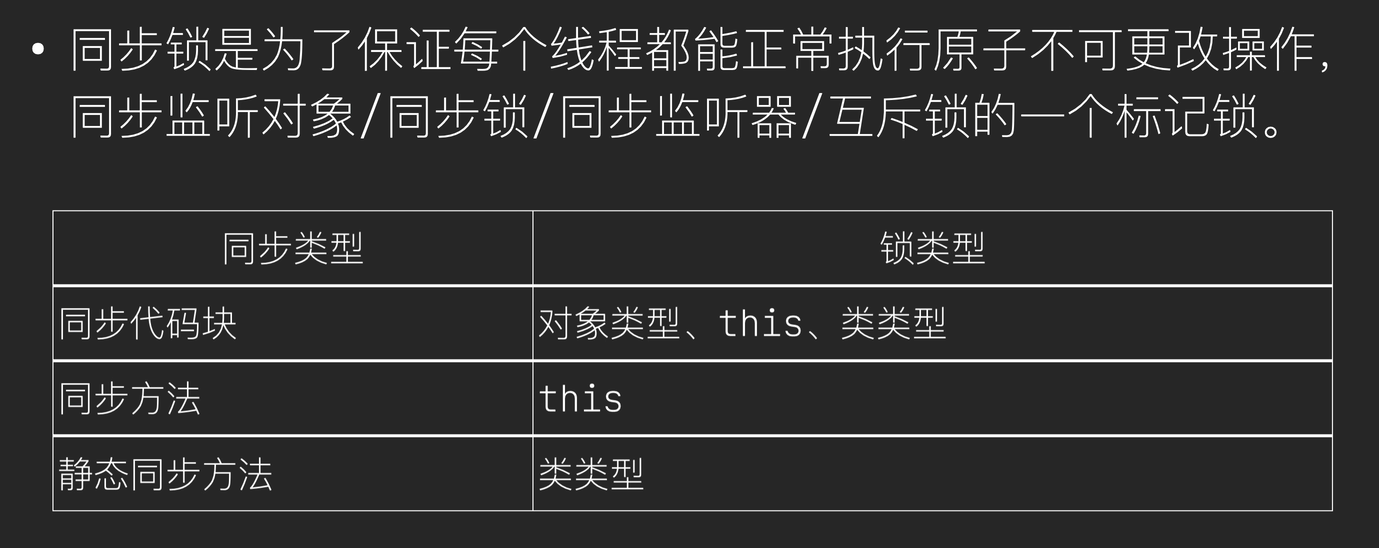 • 同步锁是为了保证每个线程都能正常执行原子不可更改操作,
同步监听对象/同步锁/同步监听器/互斥锁的一个标记锁。
同步类型 锁类型
同步代码块 对象类型、this、类类型
同步方法 this
静态同步方法 类类型